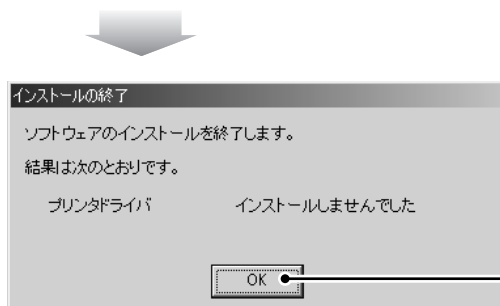 インストールの終了
ソフトウェアのインストールを終了します。
結果は次のとおりです。
プリンタドライバ インストールしませんでした
OK